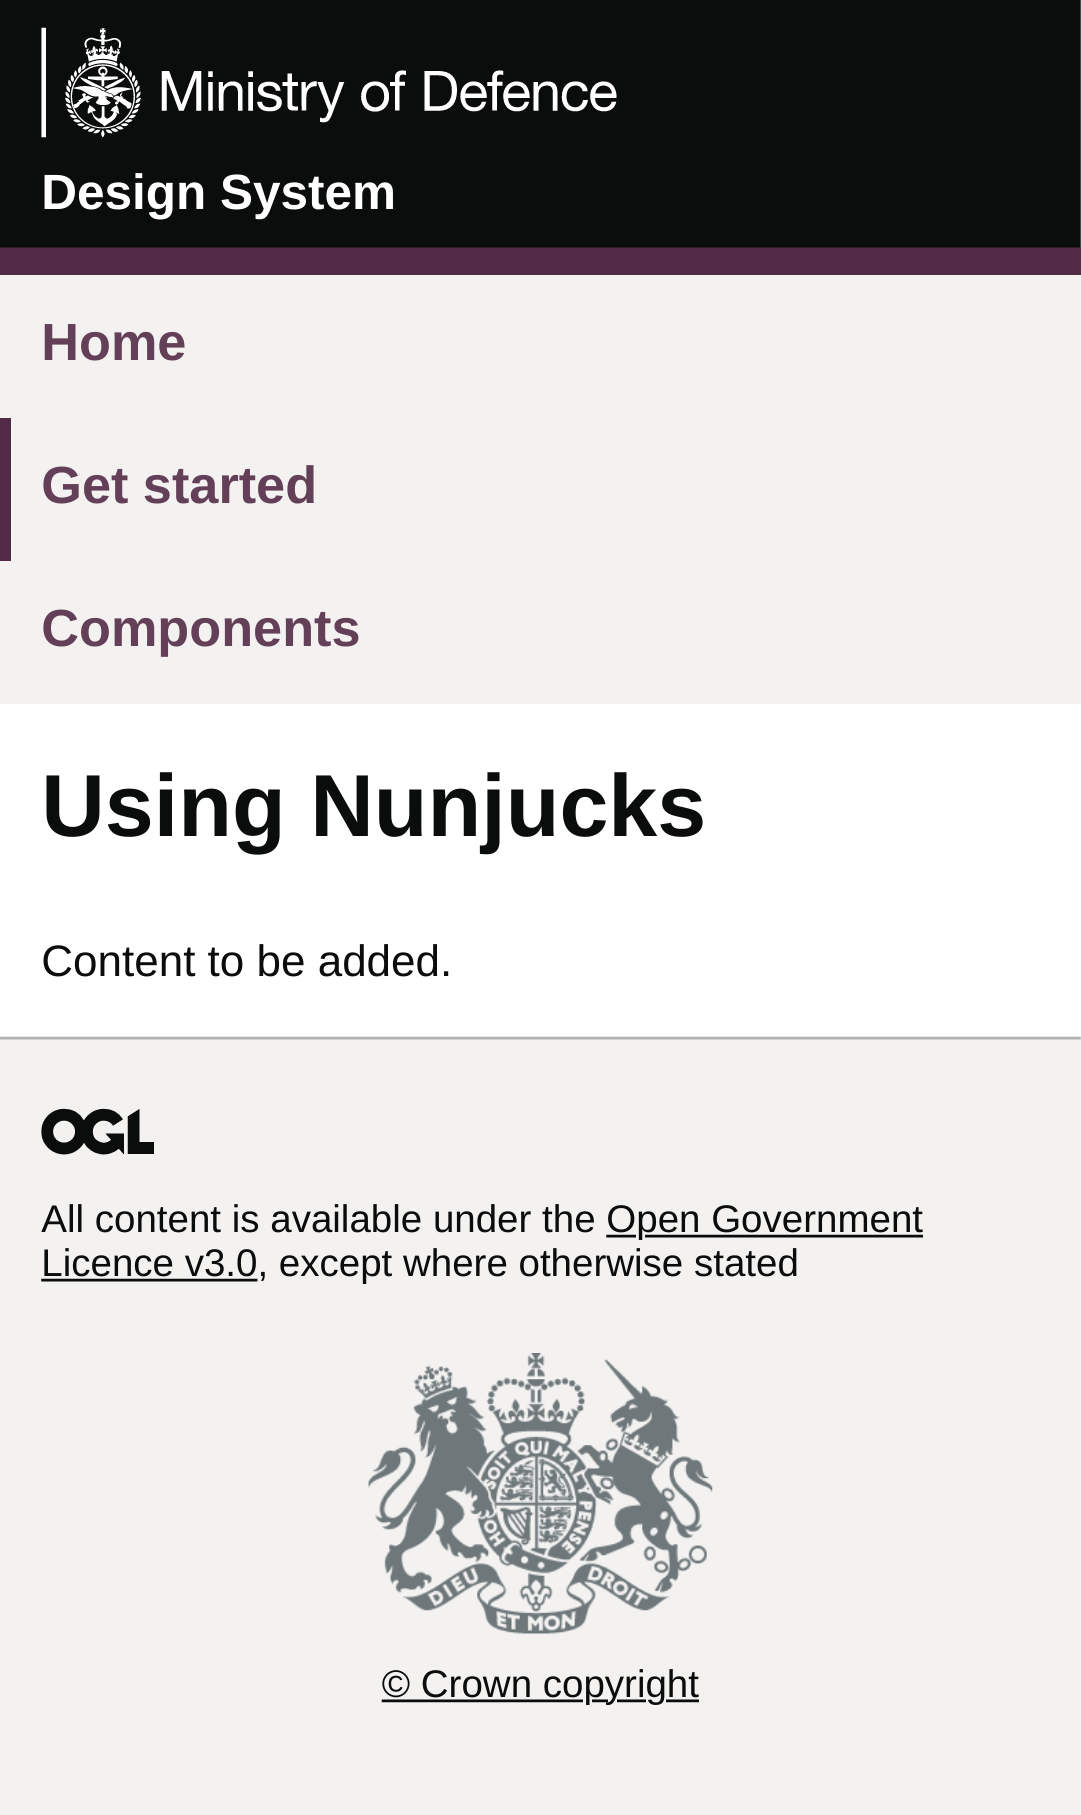 Ministry of Defence
Design System
Home
Get started
Components
Using Nunjucks
Content to be added.
OGL
All content is available under the Open Government
Licence v3.0, except where otherwise stated
SOIT QUI MAL Y PENSE
HO
DIEU ET MON DROIT
© Crown copyright